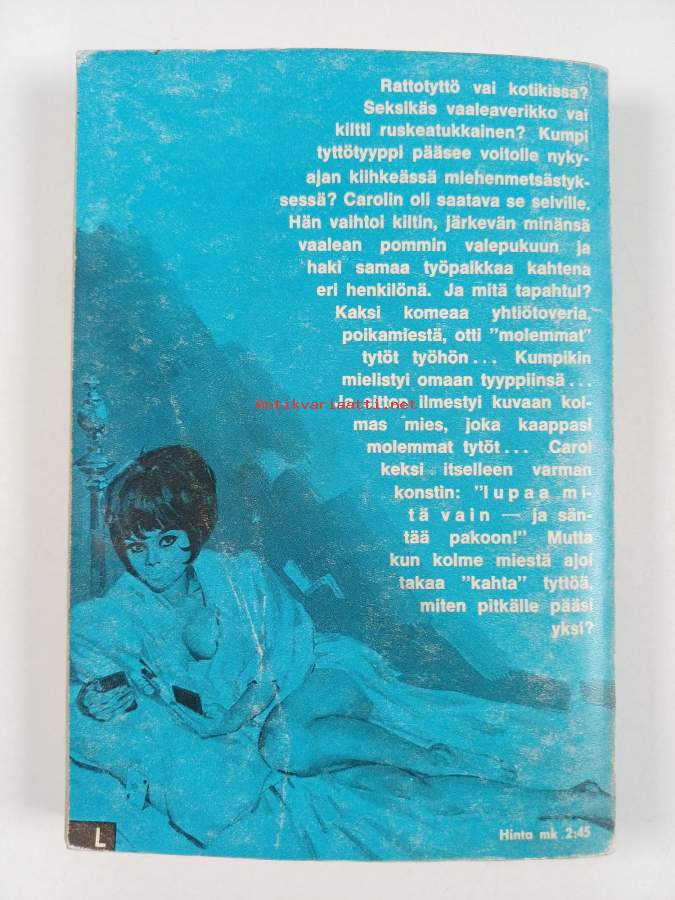 Rattotyttö vai kotikissa?
Seksikäs vaaleaverikko vai
kiltti ruskeatukkainen? Kumpi
tyttötyyppi pääsee voitolle nyky-
ajan kiihkeässä miehenmetsästyk-
sessä? Carolin oli saatava se selville.
Hän vaihtoi kiltin, järkevän minänsä
vaalean pommin valepukuun ja
haki samaa työpaikkaa kahtena
eri henkilönä. Ja mitä tapahtui?
Kaksi komeaa yhtiötoveria,
poikamiestä, otti "molemmat"
tytöt työhön... Kumpikin
mielistyi omaan tyyppiinsä...
Ja sitten ilmestyi kuvaan kol-
mas mies, joka kaappasi
molemmat tytöt... Carol
keksi itselleen varman
konstin: "lupaa mi-
tä vain — ja sän-
tää pakoon!" Mutta
kun kolme miestä ajoi
takaa "kahta" tyttöä,
miten pitkälle pääsi
yksi?
Antikvariaatti.net
L
Hinta mk 2:45